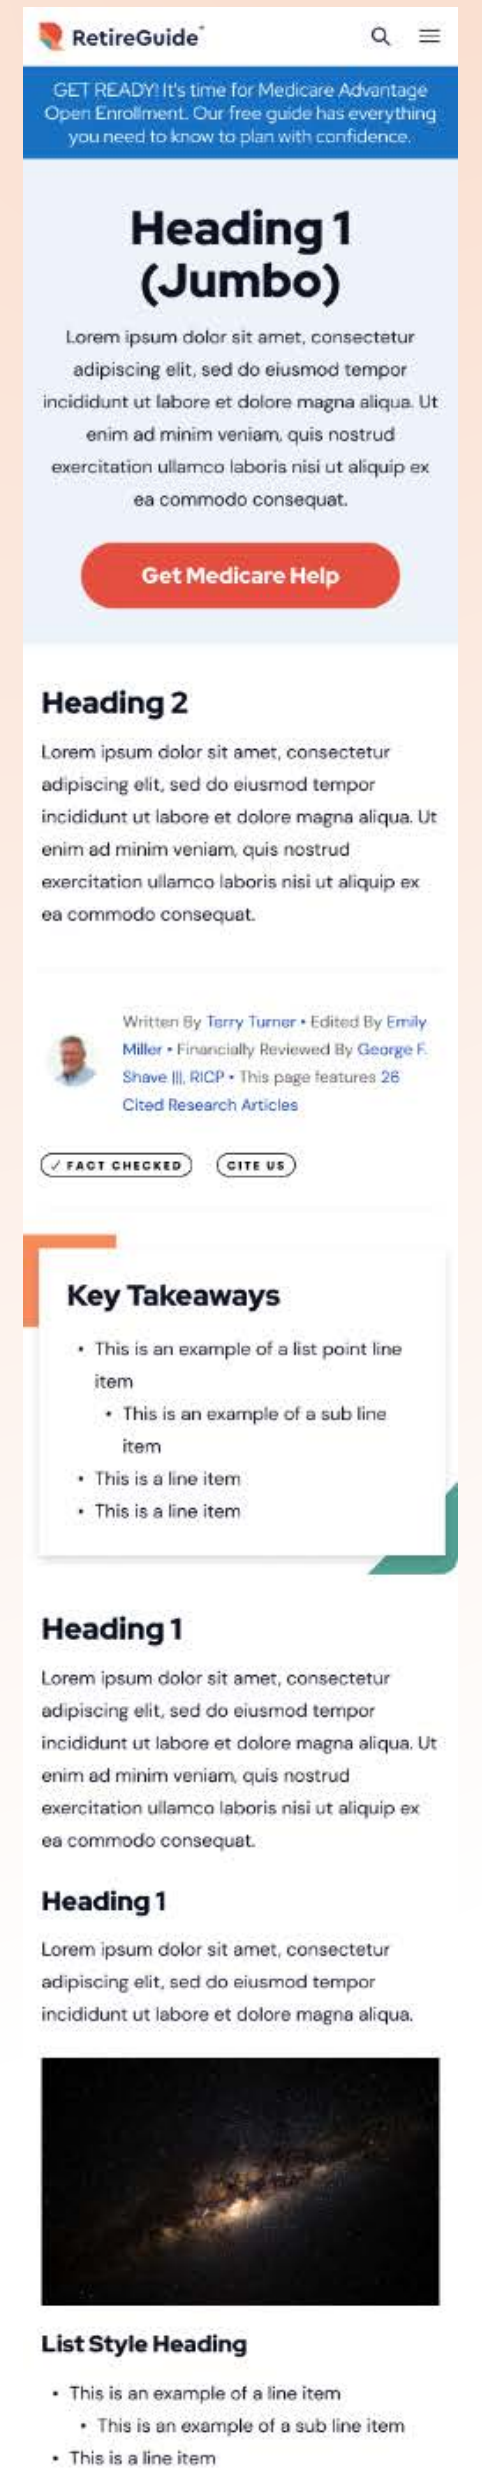 RetireGuide™
GET READY! It's time for Medicare Advantage
Open Enrollment. Our free guide has everything
you need to know to plan with confidence.
Heading 1
(Jumbo)
Lorem ipsum dolor sit amet, consectetur
adipiscing elit, sed do eiusmod tempor
incididunt ut labore et dolore magna aliqua. Ut
enim ad minim veniam, quis nostrud
exercitation ullamco laboris nisi ut aliquip ex
ea commodo consequat.
Get Medicare Help
Heading 2
Lorem ipsum dolor sit amet, consectetur
adipiscing elit, sed do eiusmod tempor
incididunt ut labore et dolore magna aliqua. Ut
enim ad minim veniam, quis nostrud
exercitation ullamco laboris nisi ut aliquip ex
ea commodo consequat.
Written By Terry Turner • Edited By Emily
Miller • Financially Reviewed By George F.
Shave III, RICP • This page features 26
Cited Research Articles
✓ FACT CHECKED CITE US
Key Takeaways
• This is an example of a list point line
item
• This is an example of a sub line
item
• This is a line item
• This is a line item
Heading 1
Lorem ipsum dolor sit amet, consectetur
adipiscing elit, sed do eiusmod tempor
incididunt ut labore et dolore magna aliqua. Ut
enim ad minim veniam, quis nostrud
exercitation ullamco laboris nisi ut aliquip ex
ea commodo consequat.
Heading 1
Lorem ipsum dolor sit amet, consectetur
adipiscing elit, sed do eiusmod tempor
incididunt ut labore et dolore magna aliqua.
List Style Heading
• This is an example of a line item
• This is an example of a sub line item
• This is a line item